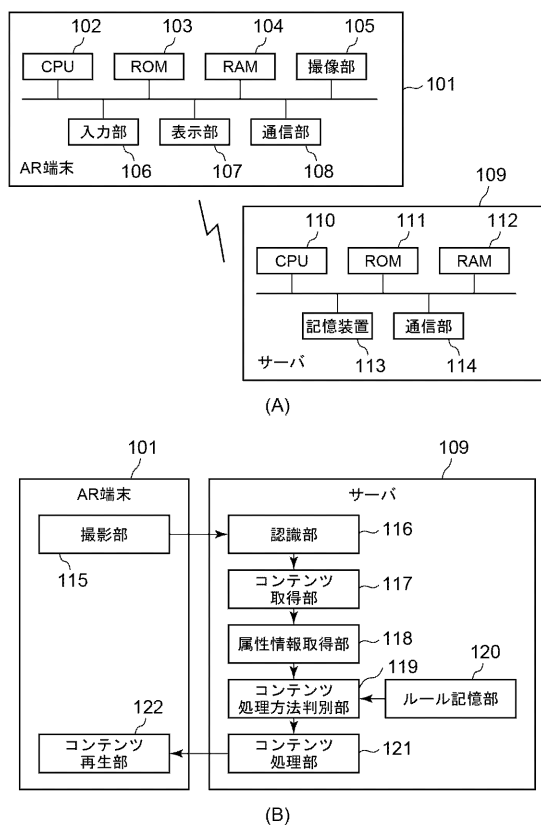 102
103
104
105
CPU
ROM
RAM
撮像部
101
入力部
表示部
通信部
AR端末
106
107
108
109
110
111
112
CPU
ROM
RAM
記憶装置
通信部
サーバ
113
114
(A)
101
109
AR端末
サーバ
撮影部
認識部
116
115
コンテンツ
取得部
117
属性情報取得部
118
119
120
コンテンツ
処理方法判別部
ルール記憶部
122
コンテンツ
再生部
コンテンツ
処理部
121
(B)